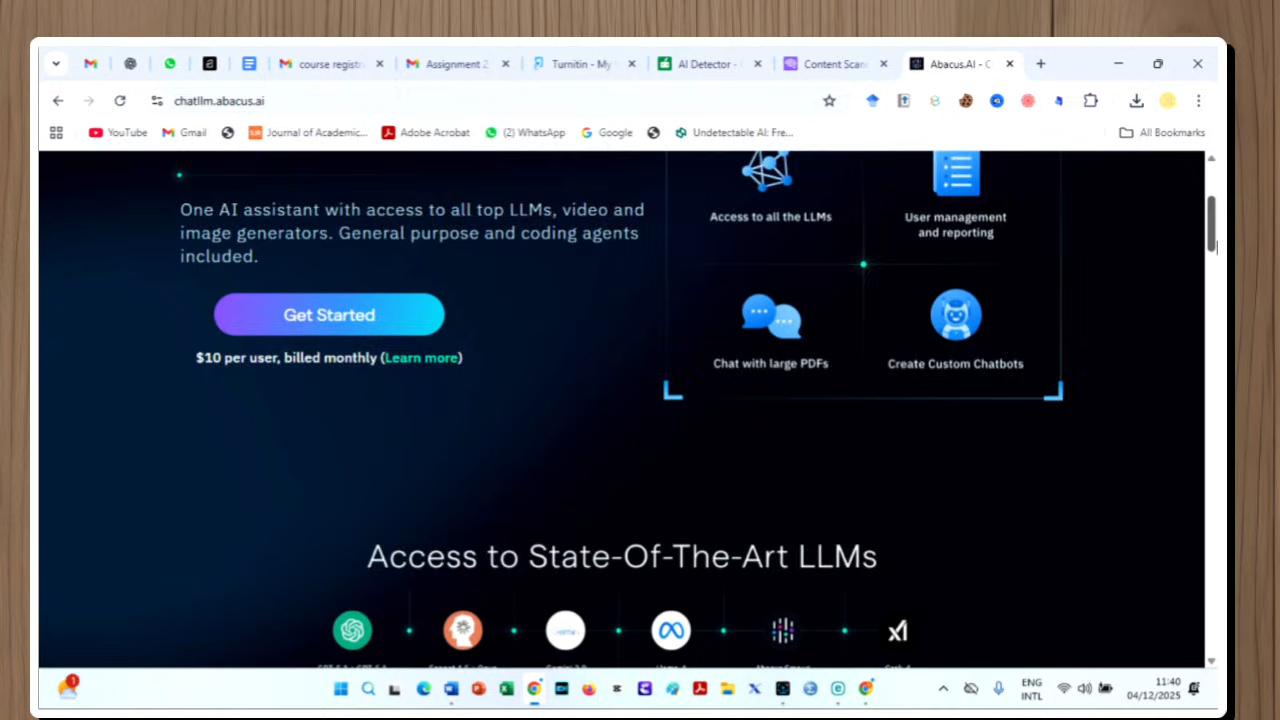 course registr
Assignment 2
Turnitin - My
AI Detector -
Content Scan
Abacus.AI - C
chatllm.abacus.ai
YouTube
Gmail
Journal of Academic...
Adobe Acrobat
(2) WhatsApp
Google
Undetectable AI: Fre...
All Bookmarks
One AI assistant with access to all top LLMs, video and
image generators. General purpose and coding agents
included.
Get Started
$10 per user, billed monthly (Learn more)
Access to all the LLMs
User management
and reporting
Chat with large PDFs
Create Custom Chatbots
Access to State-Of-The-Art LLMs
ENG
INTL
11:40
04/12/2025